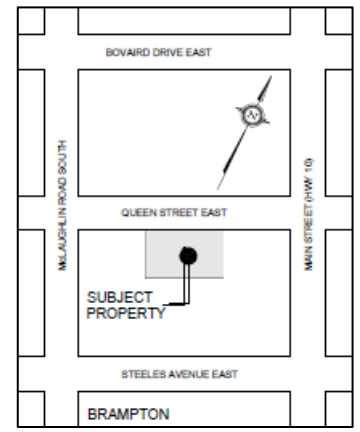 BOVAIRD DRIVE EAST
N
McLAUGHLIN ROAD SOUTH
MAIN STREET (HWY 10)
QUEEN STREET EAST
SUBJECT
PROPERTY
STEELES AVENUE EAST
BRAMPTON